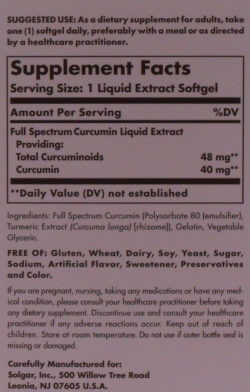 SUGGESTED USE: As a dietary supplement for adults, take
one (1) softgel daily, preferably with a meal or as directed
by a healthcare practitioner.
Supplement Facts
Serving Size: 1 Liquid Extract Softgel
Amount Per Serving %DV
Full Spectrum Curcumin Liquid Extract
Providing:
Total Curcuminoids 48 mg**
Curcumin 40 mg**
**Daily Value (DV) not established
Ingredients: Full Spectrum Curcumin (Polysorbate 80 (emulsifier),
Turmeric Extract (Curcuma longa) [rhizome]), Gelatin, Vegetable
Glycerin.
FREE OF: Gluten, Wheat, Dairy, Soy, Yeast, Sugar,
Sodium, Artificial Flavor, Sweetener, Preservatives
and Color.
If you are pregnant, nursing, taking any medications or have any med-
ical condition, please consult your healthcare practitioner before taking
any dietary supplement. Discontinue use and consult your healthcare
practitioner if any adverse reactions occur. Keep out of reach of
children. Store at room temperature. Do not use if outer bottle seal is
missing or damaged.
Carefully Manufactured for:
Solgar, Inc., 500 Willow Tree Road
Leonia, NJ 07605 U.S.A.